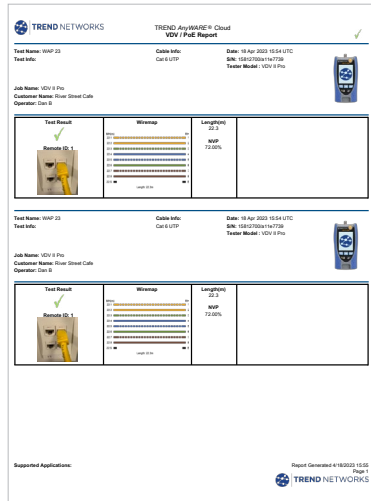 TREND NETWORKS
TREND AnyWARE® Cloud
VDV / PoE Report
Test Name: WAP 23
Cable Info:
Date: 18 Apr 2023 15:54 UTC
Test Info:
Cat 6 UTP
S/N: 15812700a11e7739
Tester Model : VDV II Pro
Job Name: VDV II Pro
Customer Name: River Street Cafe
Operator: Dan B
Test Result
Wiremap
Length(m)
22.3
Remote ID: 1
NVP
72.00%
Test Name: WAP 23
Cable Info:
Date: 18 Apr 2023 15:54 UTC
Test Info:
Cat 6 UTP
S/N: 15812700a11e7739
Tester Model : VDV II Pro
Job Name: VDV II Pro
Customer Name: River Street Cafe
Operator: Dan B
Test Result
Wiremap
Length(m)
22.3
Remote ID: 1
NVP
72.00%
Supported Applications:
Report Generated 4/18/2023 15:55
Page 1
TREND NETWORKS